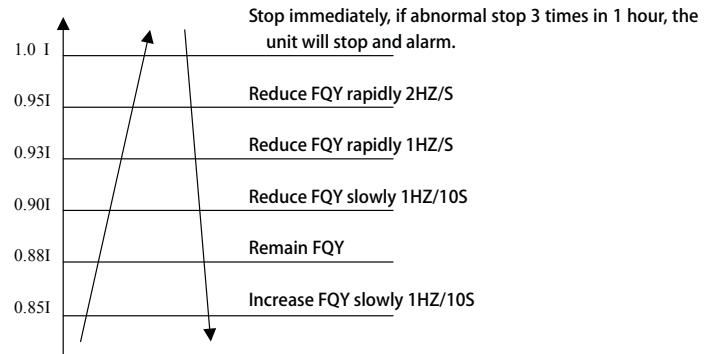 Stop immediately, if abnormal stop 3 times in 1 hour, the
unit will stop and alarm.
1.0 I
Reduce FQY rapidly 2HZ/S
0.95I
Reduce FQY rapidly 1HZ/S
0.93I
Reduce FQY slowly 1HZ/10S
0.90I
Remain FQY
0.88I
Increase FQY slowly 1HZ/10S
0.85I